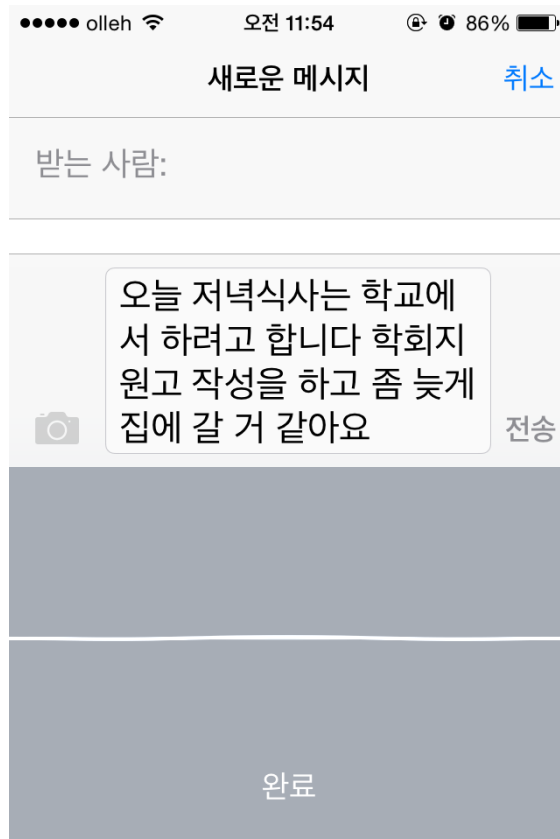 olleh 오전 11:54 86%
새로운 메시지 취소
받는 사람:
오늘 저녁식사는 학교에
서 하려고 합니다 학회지
원고 작성을 하고 좀 늦게
집에 갈 거 같아요
전송
완료